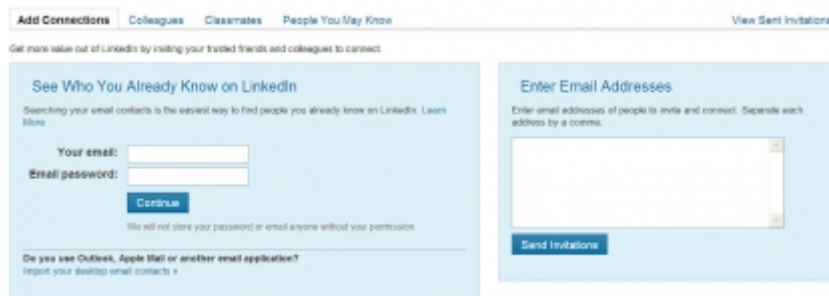 Add Connections Colleagues Classmates People You May Know View Sent Invitations
Get more value out of LinkedIn by inviting your trusted friends and colleagues to connect.
See Who You Already Know on LinkedIn
Searching your email contacts is the easiest way to find people you already know on LinkedIn. Learn
More
Your email:
Email password:
Continue
We will not store your password or email anyone without your permission.
Do you use Outlook, Apple Mail or another email application?
Import your desktop email contacts »
Enter Email Addresses
Enter email addresses of people to invite and connect. Separate each
address by a comma.
Send Invitations